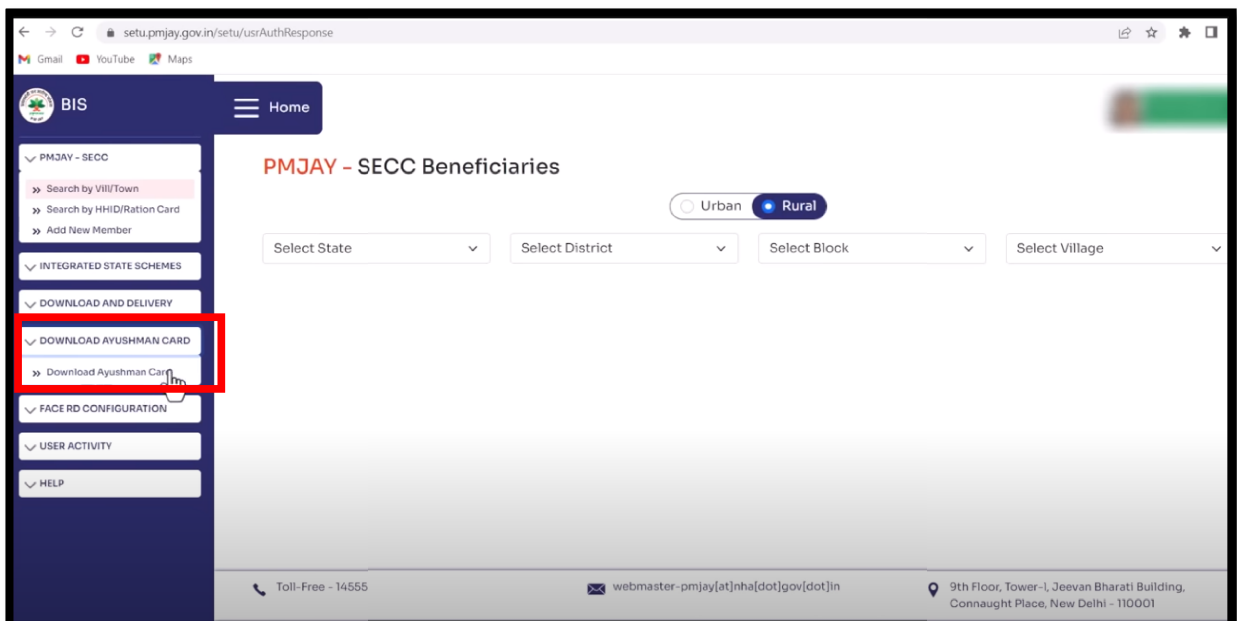 setu.pmjay.gov.in/setu/usrAuthResponse
Gmail YouTube Maps
BIS
Home
PMJAY - SECC
Search by Vill/Town
Search by HHID/Ration Card
Add New Member
INTEGRATED STATE SCHEMES
DOWNLOAD AND DELIVERY
DOWNLOAD AYUSHMAN CARD
Download Ayushman Card
FACE RD CONFIGURATION
USER ACTIVITY
HELP
PMJAY - SECC Beneficiaries
Urban Rural
Select State Select District Select Block Select Village
Toll-Free - 14555
webmaster-pmjay[at]nha[dot]gov[dot]in
9th Floor, Tower-l, Jeevan Bharati Building,
Connaught Place, New Delhi - 110001